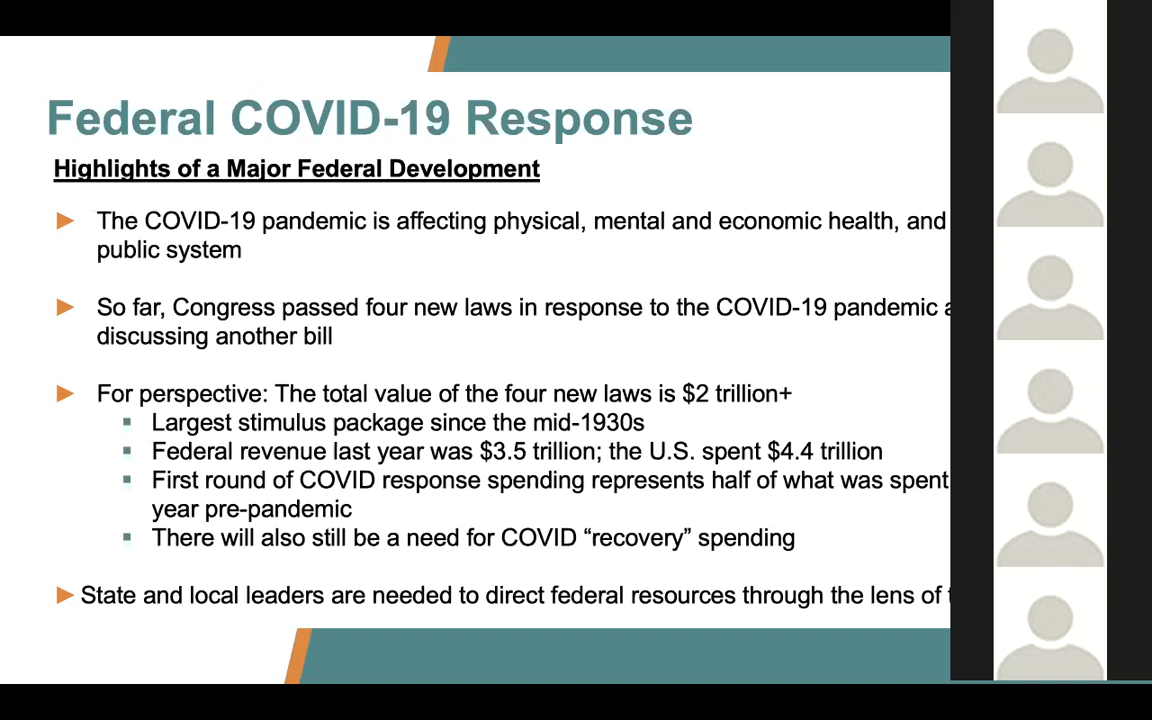 Federal COVID-19 Response
Highlights of a Major Federal Development
The COVID-19 pandemic is affecting physical, mental and economic health, and
public system
So far, Congress passed four new laws in response to the COVID-19 pandemic
discussing another bill
For perspective: The total value of the four new laws is $2 trillion+
Largest stimulus package since the mid-1930s
Federal revenue last year was $3.5 trillion; the U.S. spent $4.4 trillion
First round of COVID response spending represents half of what was spent
year pre-pandemic
There will also still be a need for COVID “recovery” spending
State and local leaders are needed to direct federal resources through the lens of